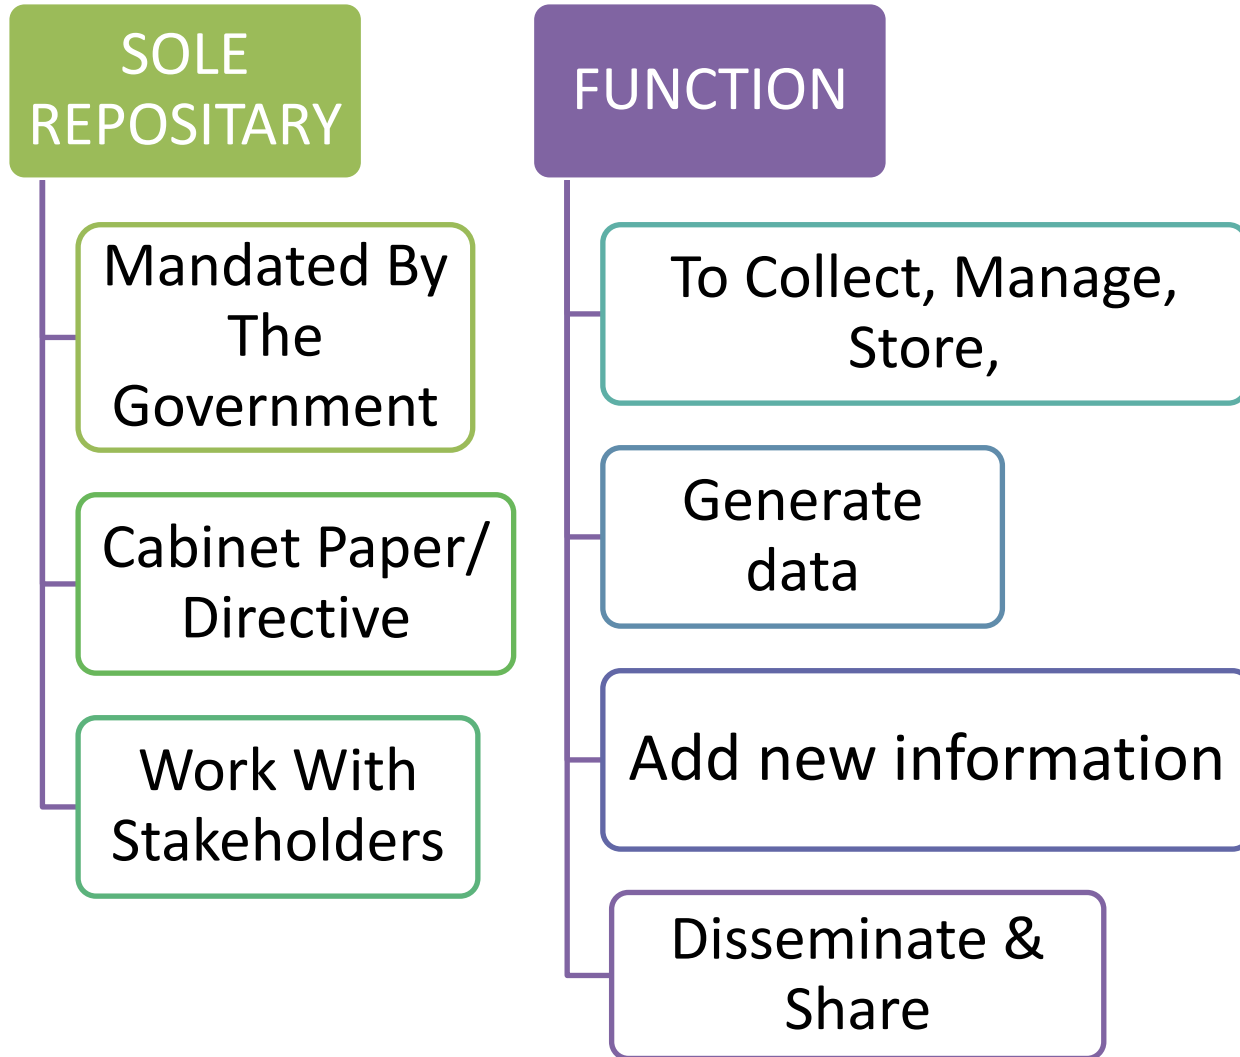 SOLE
REPOSITARY
Mandated By
The
Government
Cabinet Paper/
Directive
Work With
Stakeholders
FUNCTION
To Collect, Manage,
Store,
Generate
data
Add new information
Disseminate &
Share